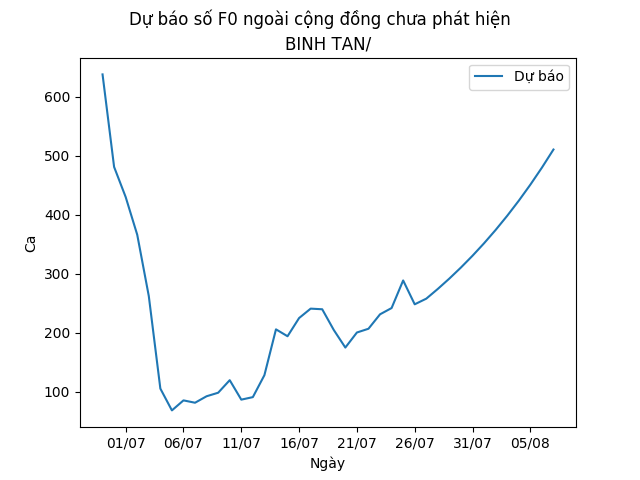 Dự báo số F0 ngoài cộng đồng chưa phát hiện
BINH TAN/
Dự báo
Ca
600
500
400
300
200
100
01/07 06/07 11/07 16/07 21/07 26/07 31/07 05/08
Ngày